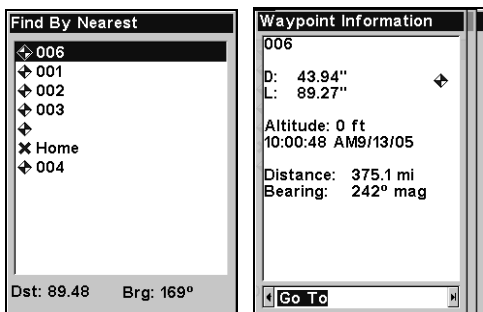 Find By Nearest
006
001
002
003
Home
004
Dst: 89.48 Brg: 169°
Waypoint Information
006
D: 43.94"
L: 89.27"
Altitude: 0 ft
10:00:48 AM9/13/05
Distance: 375.1 mi
Bearing: 242° mag
Go To